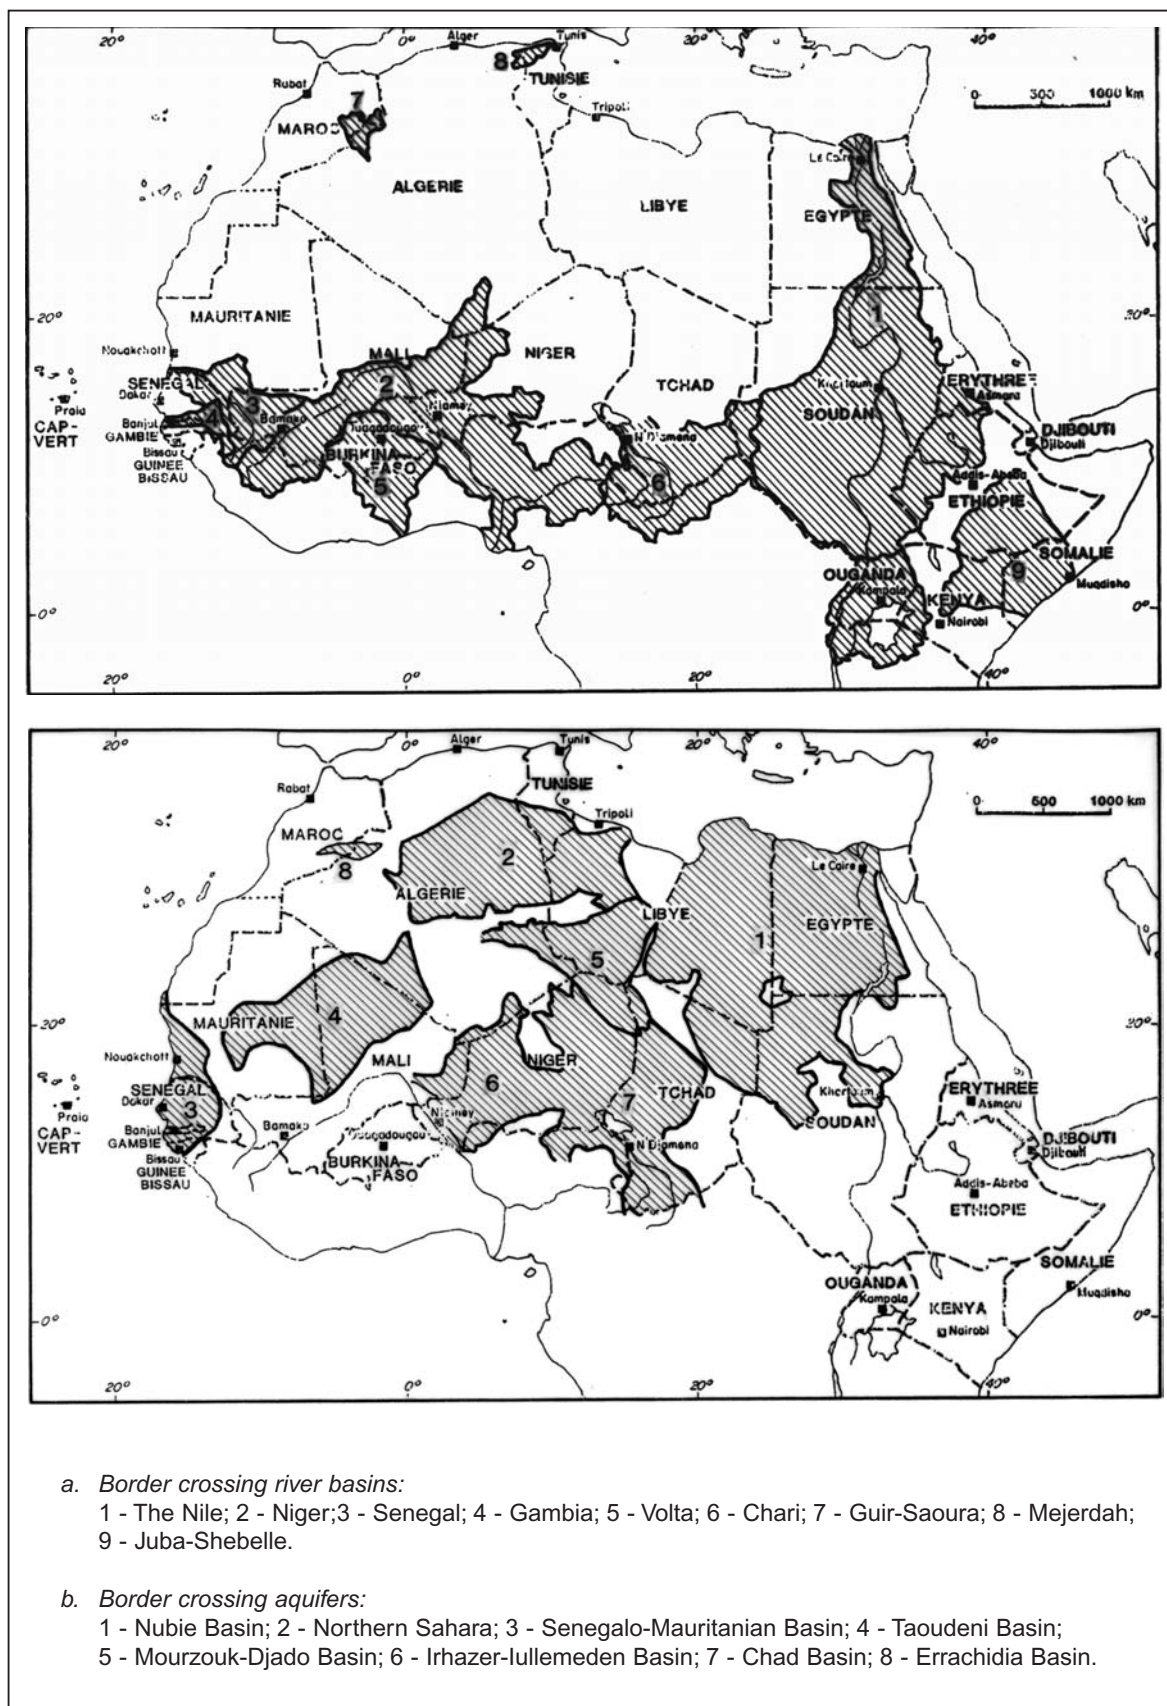 20° 0° Alger Tunis 30° 40°
8
TUNISIE
Rabat 7
0 300 1000 km
Tripoli
MAROC
Le Caire
ALGERIE
LIBYE EGYPTE
20° MAURITANIE 1 20°
Nouakchott MALI NIGER
SENEGAL 2 TCHAD Khartoum ERYTHREE
Dakar 3 Niamey SOUDAN Asmara
Praia 4 Bamako
CAP-VERT Banjul GAMBIE Ouagadougou N'Djamena DJIBOUTI
Djibouti
Bissau BURKINA FASO
GUINEE BISSAU 5 6 Addis-Abeba
ETHIOPIE
SOMALIE
OUGANDA 9 Muqdisho
Kampala KENYA
0° Nairobi 0°
20° 0° 20° 40°
20° 0° Alger Tunis 20° 40°
TUNISIE
Rabat
0 500 1000 km
Tripoli
MAROC
8 2 Le Caire
ALGERIE
LIBYE EGYPTE
5 1
20° MAURITANIE 4 20°
Nouakchott MALI NIGER
SENEGAL 6 TCHAD Khartoum ERYTHREE
Dakar 3 Niamey 7 SOUDAN Asmara
Praia
CAP-VERT Banjul GAMBIE Bamako Ouagadougou N'Djamena DJIBOUTI
Djibouti
Bissau BURKINA FASO
GUINEE BISSAU Addis-Abeba
ETHIOPIE
SOMALIE
OUGANDA Muqdisho
Kampala KENYA
0° Nairobi 0°
20° 0° 20° 40°
a. Border crossing river basins:
1 - The Nile; 2 - Niger;3 - Senegal; 4 - Gambia; 5 - Volta; 6 - Chari; 7 - Guir-Saoura; 8 - Mejerdah;
9 - Juba-Shebelle.
b. Border crossing aquifers:
1 - Nubie Basin; 2 - Northern Sahara; 3 - Senegalo-Mauritanian Basin; 4 - Taoudeni Basin;
5 - Mourzouk-Djado Basin; 6 - Irhazer-Iullemeden Basin; 7 - Chad Basin; 8 - Errachidia Basin.